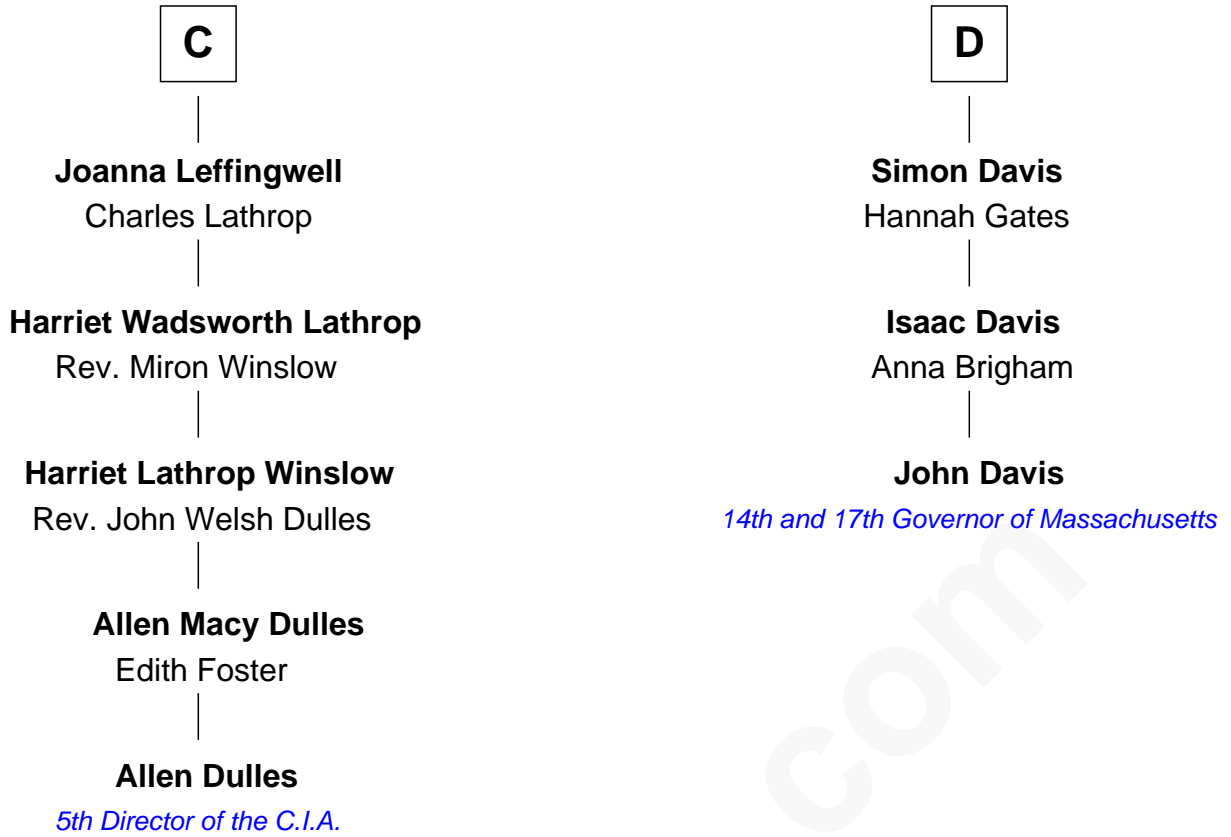 C
Joanna Leffingwell
Charles Lathrop
Harriet Wadsworth Lathrop
Rev. Miron Winslow
Harriet Lathrop Winslow
Rev. John Welsh Dulles
Allen Macy Dulles
Edith Foster
Allen Dulles
5th Director of the C.I.A.
D
Simon Davis
Hannah Gates
Isaac Davis
Anna Brigham
John Davis
14th and 17th Governor of Massachusetts
com